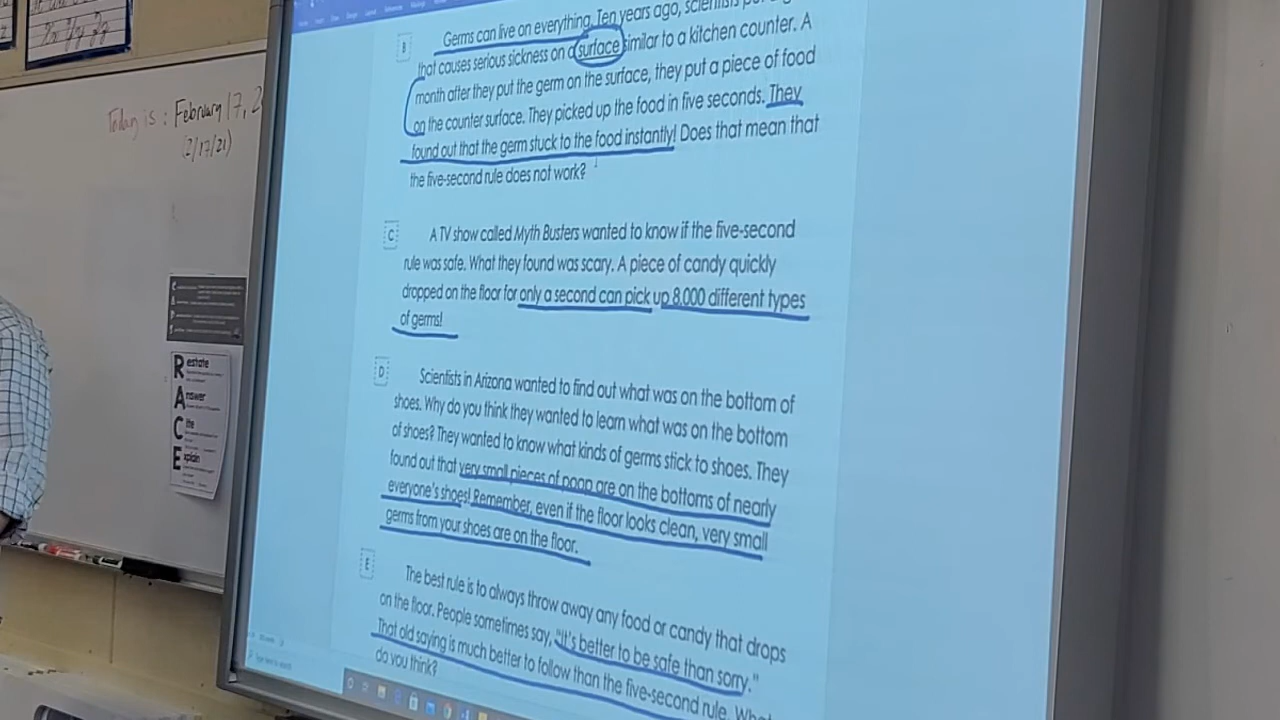 Today is : February 17, 2
(2/17/21)
R estate
A nswer
C ite
E xplain
B
Germs can live on everything. Ten years ago, scientists put a
that causes serious sickness on a surface similar to a kitchen counter. A
month after they put the germ on the surface, they put a piece of food
on the counter surface. They picked up the food in five seconds. They
found out that the germ stuck to the food instantly! Does that mean that
the five-second rule does not work?
C
A TV show called Myth Busters wanted to know if the five-second
rule was safe. What they found was scary. A piece of candy quickly
dropped on the floor for only a second can pick up 8,000 different types
of germs!
D
Scientists in Arizona wanted to find out what was on the bottom of
shoes. Why do you think they wanted to learn what was on the bottom
of shoes? They wanted to know what kinds of germs stick to shoes. They
found out that very small pieces of poop are on the bottoms of nearly
everyone's shoes! Remember, even if the floor looks clean, very small
germs from your shoes are on the floor.
E
The best rule is to always throw away any food or candy that drops
on the floor. People sometimes say, "It's better to be safe than sorry."
That old saying is much better to follow than the five-second rule. What
do you think?